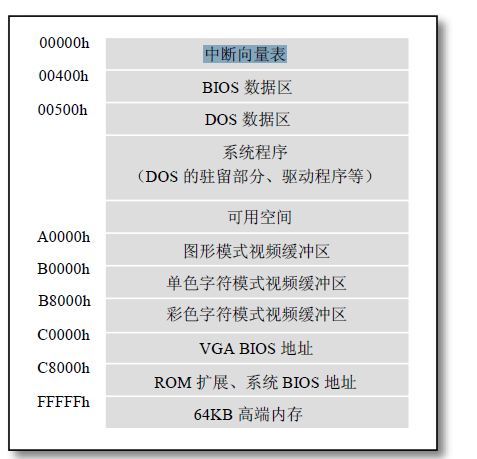 00000h
中断向量表
00400h
BIOS 数据区
00500h
DOS 数据区
系统程序
（DOS 的驻留部分、驱动程序等）
可用空间
A0000h
图形模式视频缓冲区
B0000h
单色字符模式视频缓冲区
B8000h
彩色字符模式视频缓冲区
C0000h
VGA BIOS 地址
C8000h
ROM 扩展、系统 BIOS 地址
FFFFFh
64KB 高端内存